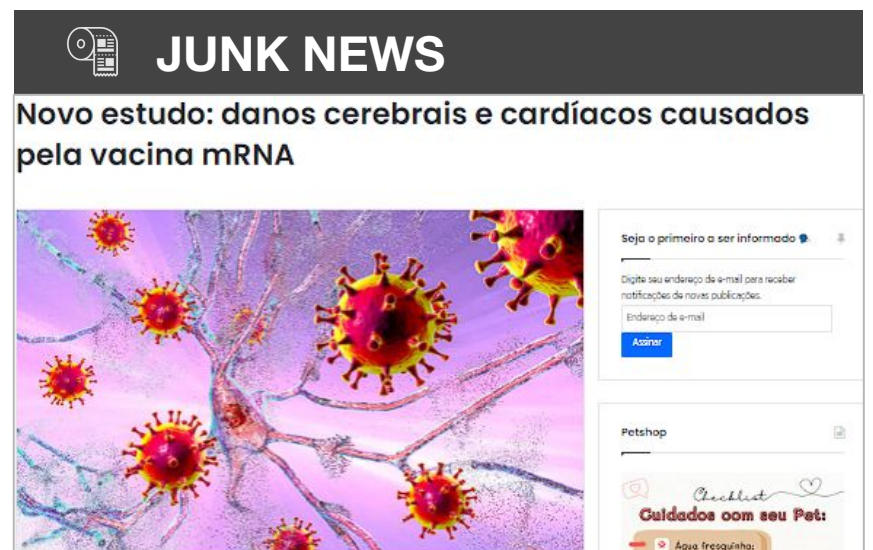 JUNK NEWS
Novo estudo: danos cerebrais e cardíacos causados
pela vacina mRNA
Seja o primeiro a ser informado
Digite seu endereço de e-mail para receber
notificações de novas publicações.
Endereço de e-mail
Assinar
Petshop
Checklist
Cuidados com seu Pet:
Água fresquinha;